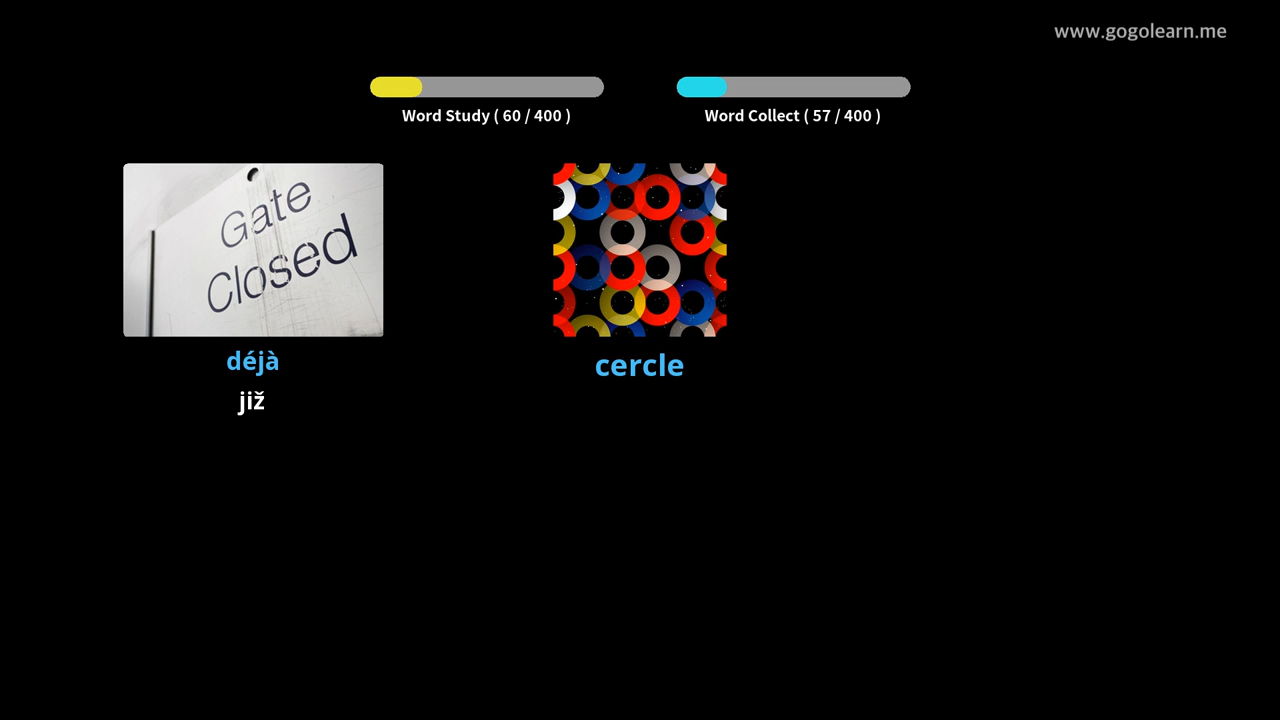 www.gogolearn.me
Word Study ( 60 / 400 )
Word Collect ( 57 / 400 )
Gate
Closed
déjà
již
cercle